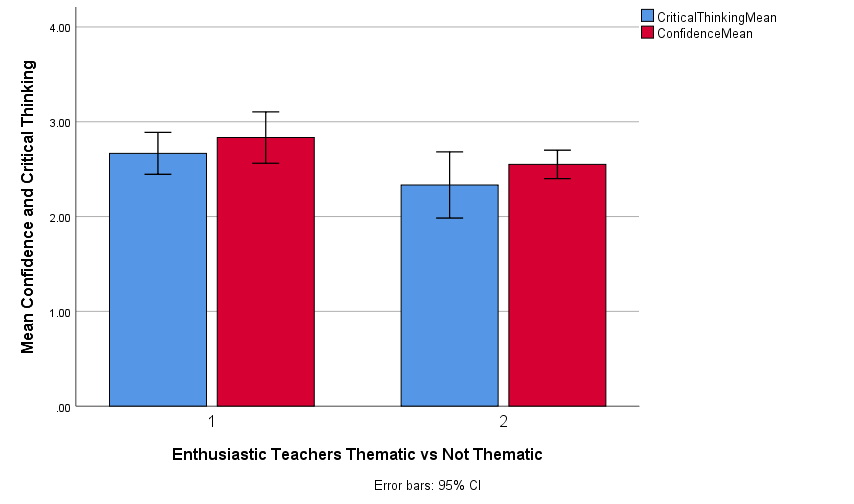 CriticalThinkingMean
ConfidenceMean
Mean Confidence and Critical Thinking
4.00
3.00
2.00
1.00
.00
1
2
Enthusiastic Teachers Thematic vs Not Thematic
Error bars: 95% CI